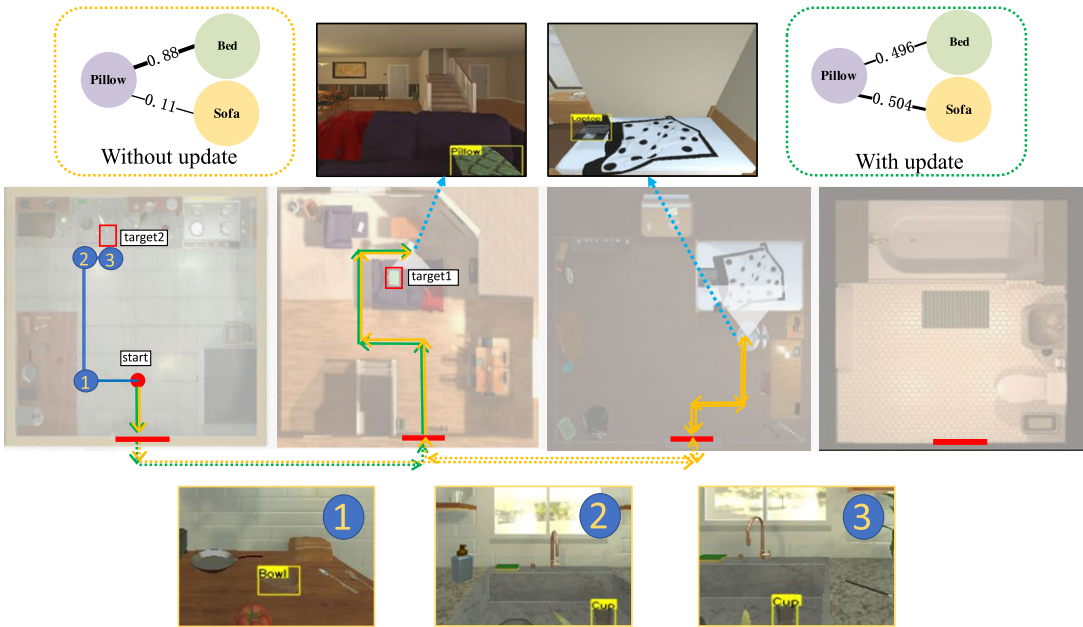 Pillow
0.88
Bed
0.11
Sofa
Without update
Pillow
Laptop
Pillow
0.496
Bed
0.504
Sofa
With update
target2
2
3
start
1
target1
1
Bowl
2
Cup
3
Cup